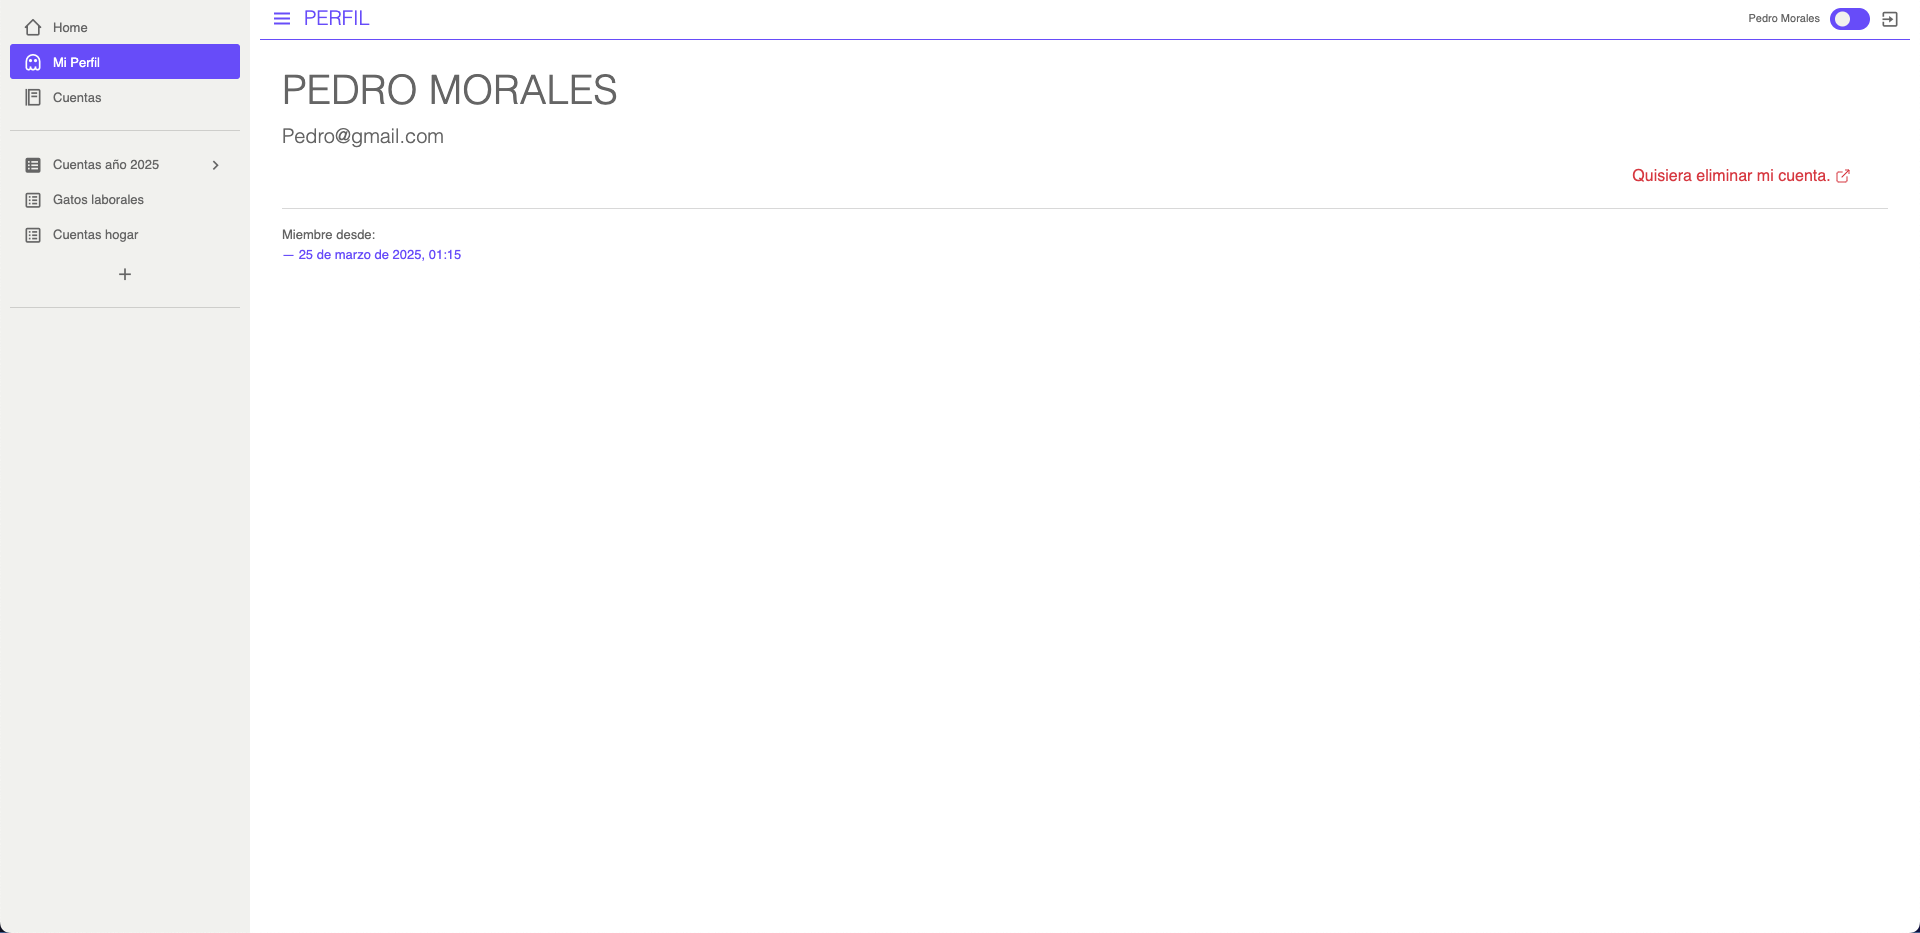 Home
Mi Perfil
Cuentas
Cuentas año 2025
Gatos laborales
Cuentas hogar
PERFIL
Pedro Morales
PEDRO MORALES
Pedro@gmail.com
Quisiera eliminar mi cuenta.
Miembre desde:
— 25 de marzo de 2025, 01:15